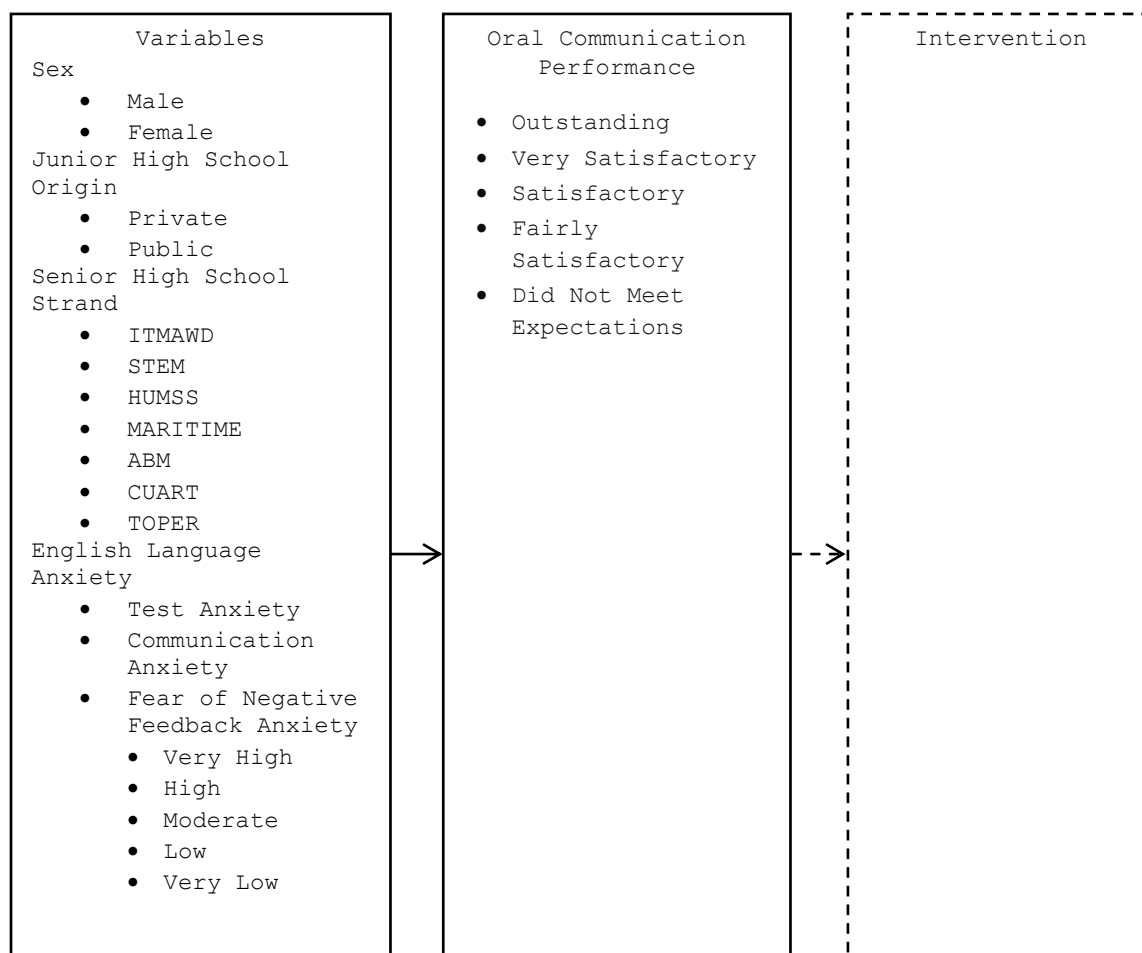 Variables
Sex
• Male
• Female
Junior High School
Origin
• Private
• Public
Senior High School
Strand
• ITMAWD
• STEM
• HUMSS
• MARITIME
• ABM
• CUART
• TOPER
English Language
Anxiety
• Test Anxiety
• Communication
Anxiety
• Fear of Negative
Feedback Anxiety
• Very High
• High
• Moderate
• Low
• Very Low
Oral Communication
Performance
• Outstanding
• Very Satisfactory
• Satisfactory
• Fairly
Satisfactory
• Did Not Meet
Expectations
Intervention